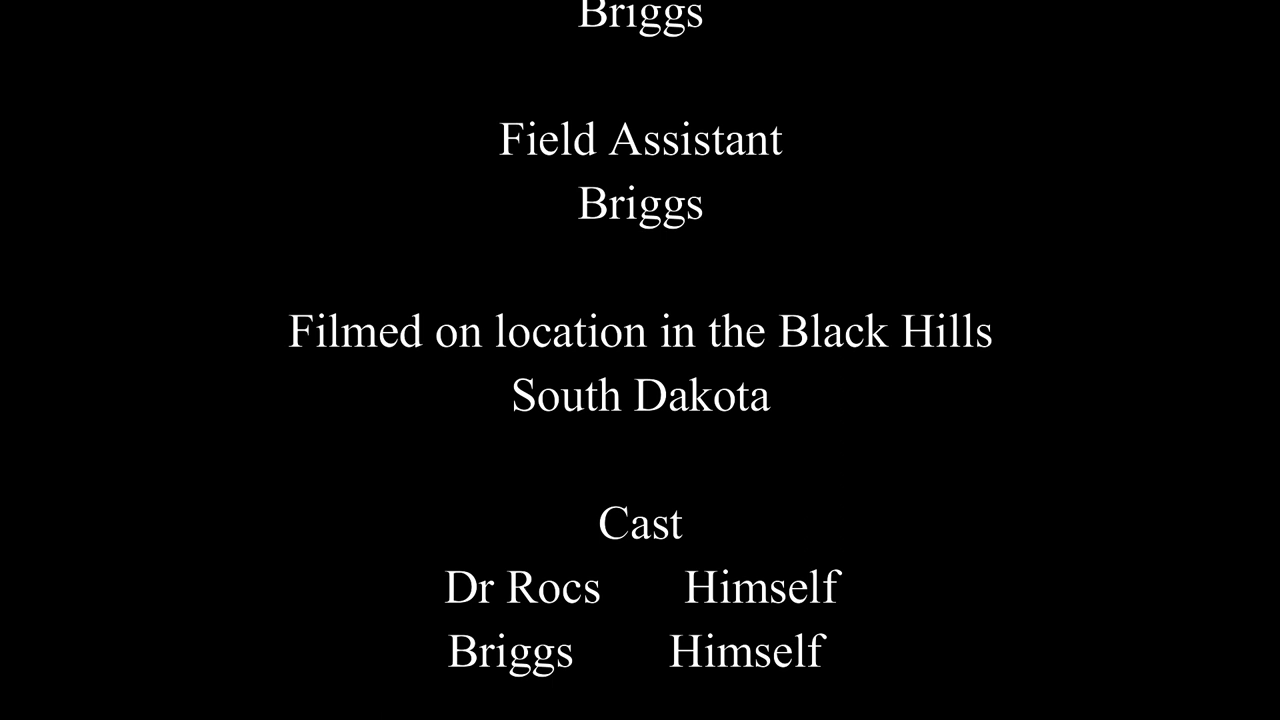 Briggs
Field Assistant
Briggs
Filmed on location in the Black Hills
South Dakota
Cast
Dr Rocs Himself
Briggs Himself